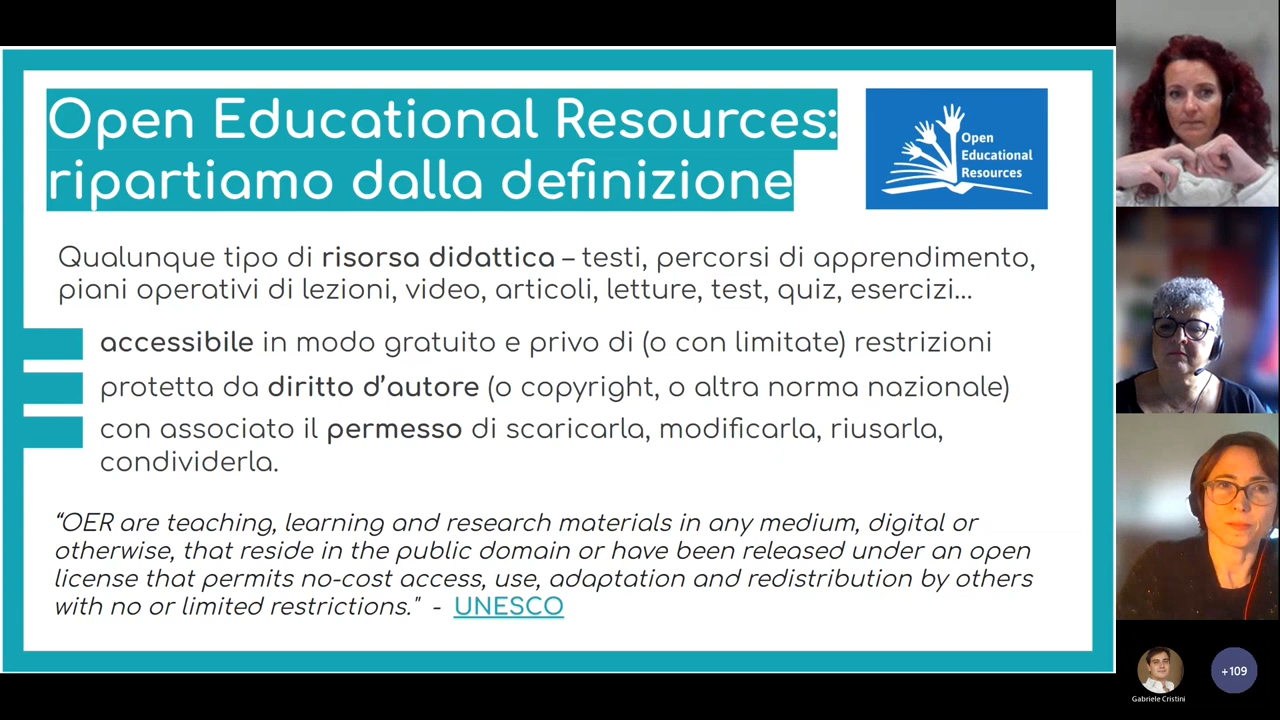 Open Educational Resources:
ripartiamo dalla definizione
Open
Educational
Resources
Qualunque tipo di risorsa didattica – testi, percorsi di apprendimento,
piani operativi di lezioni, video, articoli, letture, test, quiz, esercizi...
accessibile in modo gratuito e privo di (o con limitate) restrizioni
protetta da diritto d'autore (o copyright, o altra norma nazionale)
con associato il permesso di scaricarla, modificarla, riusarla,
condividerla.
“OER are teaching, learning and research materials in any medium, digital or
otherwise, that reside in the public domain or have been released under an open
license that permits no-cost access, use, adaptation and redistribution by others
with no or limited restrictions." - UNESCO
Gabriele Cristini
+109